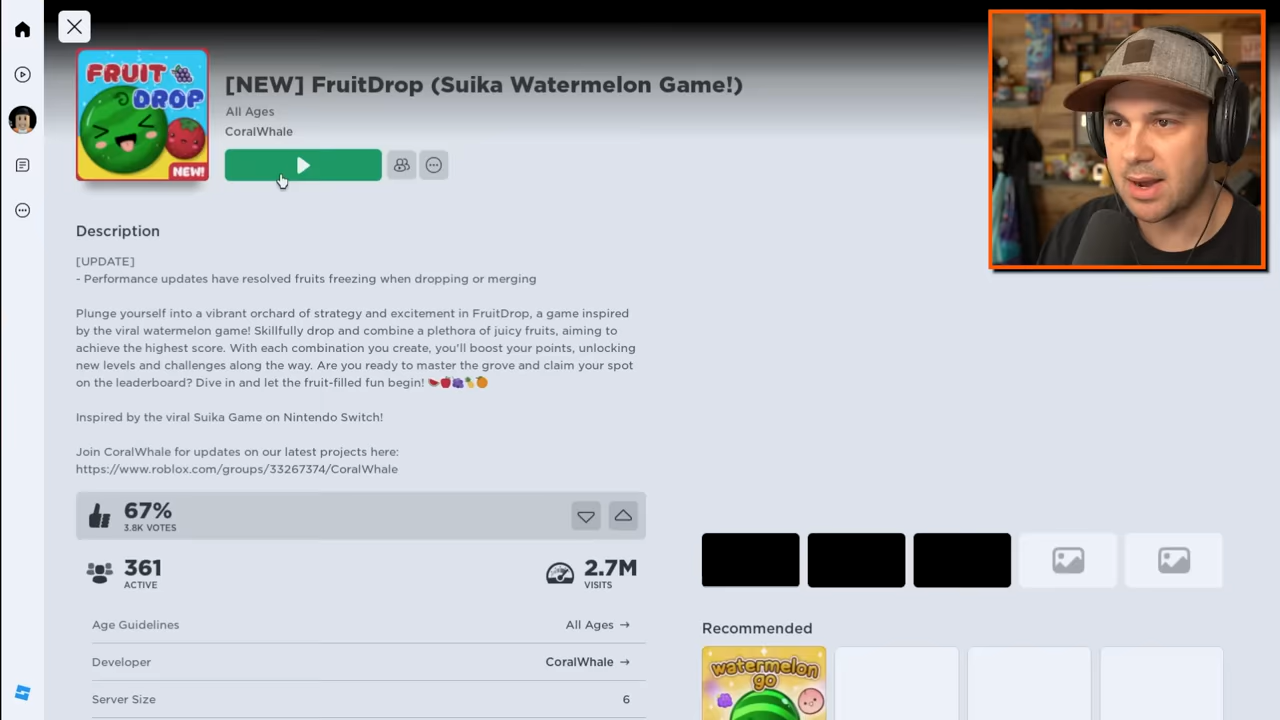 FRUIT
DROP
NEW!
[NEW] FruitDrop (Suika Watermelon Game!)
All Ages
CoralWhale
Description
[UPDATE]
- Performance updates have resolved fruits freezing when dropping or merging
Plunge yourself into a vibrant orchard of strategy and excitement in FruitDrop, a game inspired
by the viral watermelon game! Skillfully drop and combine a plethora of juicy fruits, aiming to
achieve the highest score. With each combination you create, you'll boost your points, unlocking
new levels and challenges along the way. Are you ready to master the grove and claim your spot
on the leaderboard? Dive in and let the fruit-filled fun begin! 🍉🍎🍇🍍🍊
Inspired by the viral Suika Game on Nintendo Switch!
Join CoralWhale for updates on our latest projects here:
https://www.roblox.com/groups/33267374/CoralWhale
67%
3.8K VOTES
361
ACTIVE
2.7M
VISITS
Age Guidelines
All Ages →
Developer
CoralWhale →
Server Size
6
Recommended
watermelon
go